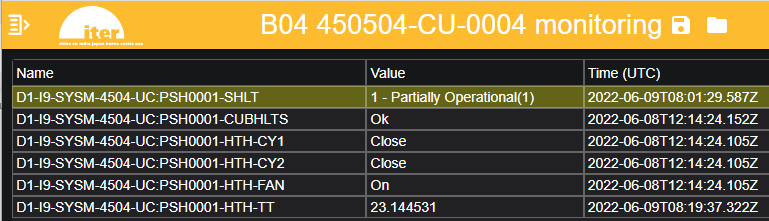 iter
china eu india japan korea russia usa
B04 450504-CU-0004 monitoring
Name Value Time (UTC)
D1-I9-SYSM-4504-UC:PSH0001-SHLT 1 - Partially Operational(1) 2022-06-09T08:01:29.587Z
D1-I9-SYSM-4504-UC:PSH0001-CUBHLTS Ok 2022-06-08T12:14:24.152Z
D1-I9-SYSM-4504-UC:PSH0001-HTH-CY1 Close 2022-06-08T12:14:24.105Z
D1-I9-SYSM-4504-UC:PSH0001-HTH-CY2 Close 2022-06-08T12:14:24.105Z
D1-I9-SYSM-4504-UC:PSH0001-HTH-FAN On 2022-06-08T12:14:24.105Z
D1-I9-SYSM-4504-UC:PSH0001-HTH-TT 23.144531 2022-06-09T08:19:37.322Z